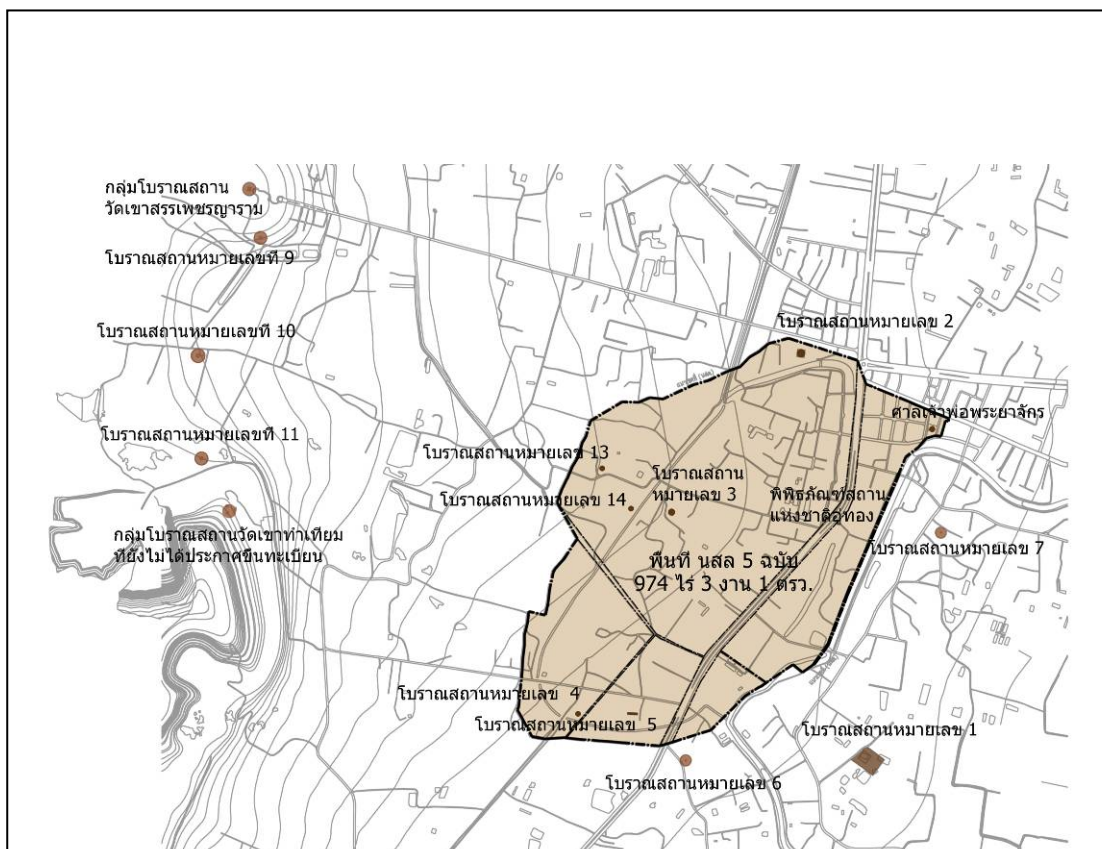 กลุ่มโบราณสถาน
วัดเขาสรรเพชรญาราม
โบราณสถานหมายเลขที่ 9
โบราณสถานหมายเลขที่ 10
โบราณสถานหมายเลข 2
ศาลเจ้าพ่อพระยาจักร
โบราณสถานหมายเลขที่ 11
โบราณสถานหมายเลข 13
โบราณสถาน
หมายเลข 3
โบราณสถานหมายเลข 14
พิพิธภัณฑ์สถาน
แห่งชาติอู่ทอง
กลุ่มโบราณสถานวัดเขาทำเทียม
ที่ยังไม่ได้ประกาศขึ้นทะเบียน
โบราณสถานหมายเลข 7
พื้นที่ นสล 5 ฉบับ
974 ไร่ 3 งาน 1 ตรว.
โบราณสถานหมายเลข 4
โบราณสถานหมายเลข 5
โบราณสถานหมายเลข 1
โบราณสถานหมายเลข 6